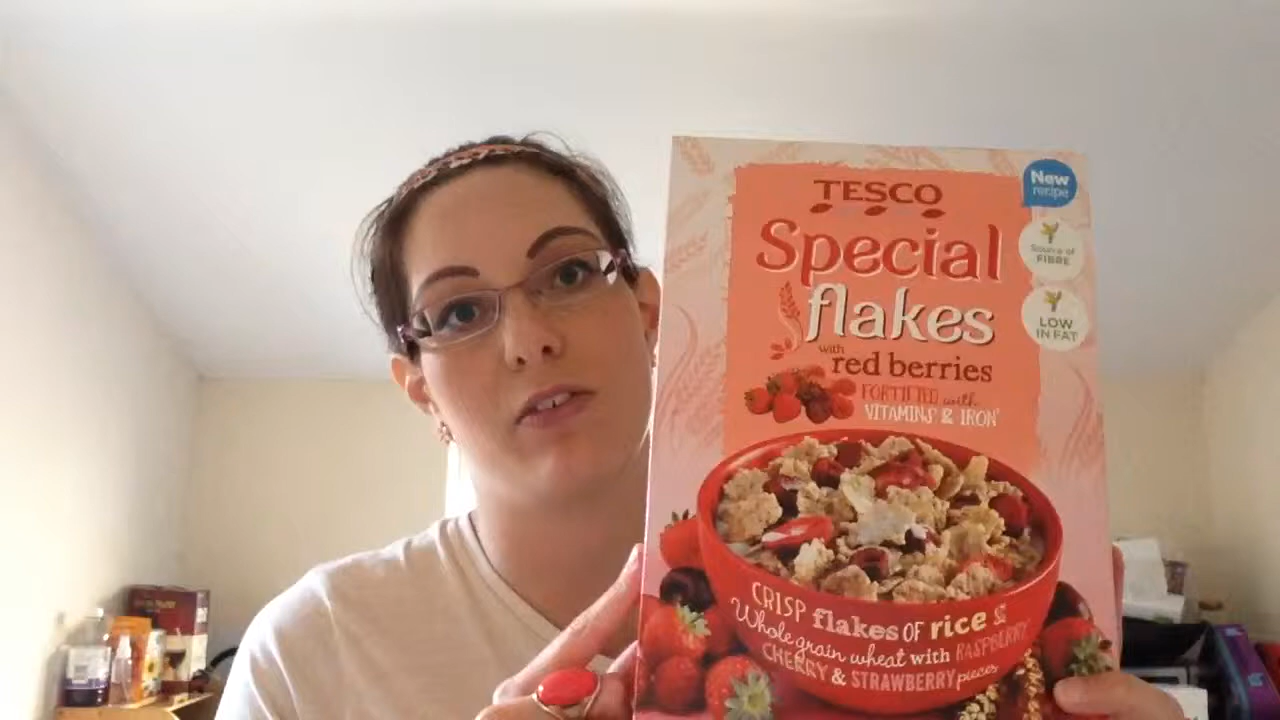 TESCO
Special
flakes
with
red berries
FORTIFIED with
VITAMINS & IRON
New
recipe
Source of
FIBRE
LOW
IN FAT
CRISP flakes OF rice &
Whole grain wheat with RASPBERRY,
CHERRY & STRAWBERRY pieces